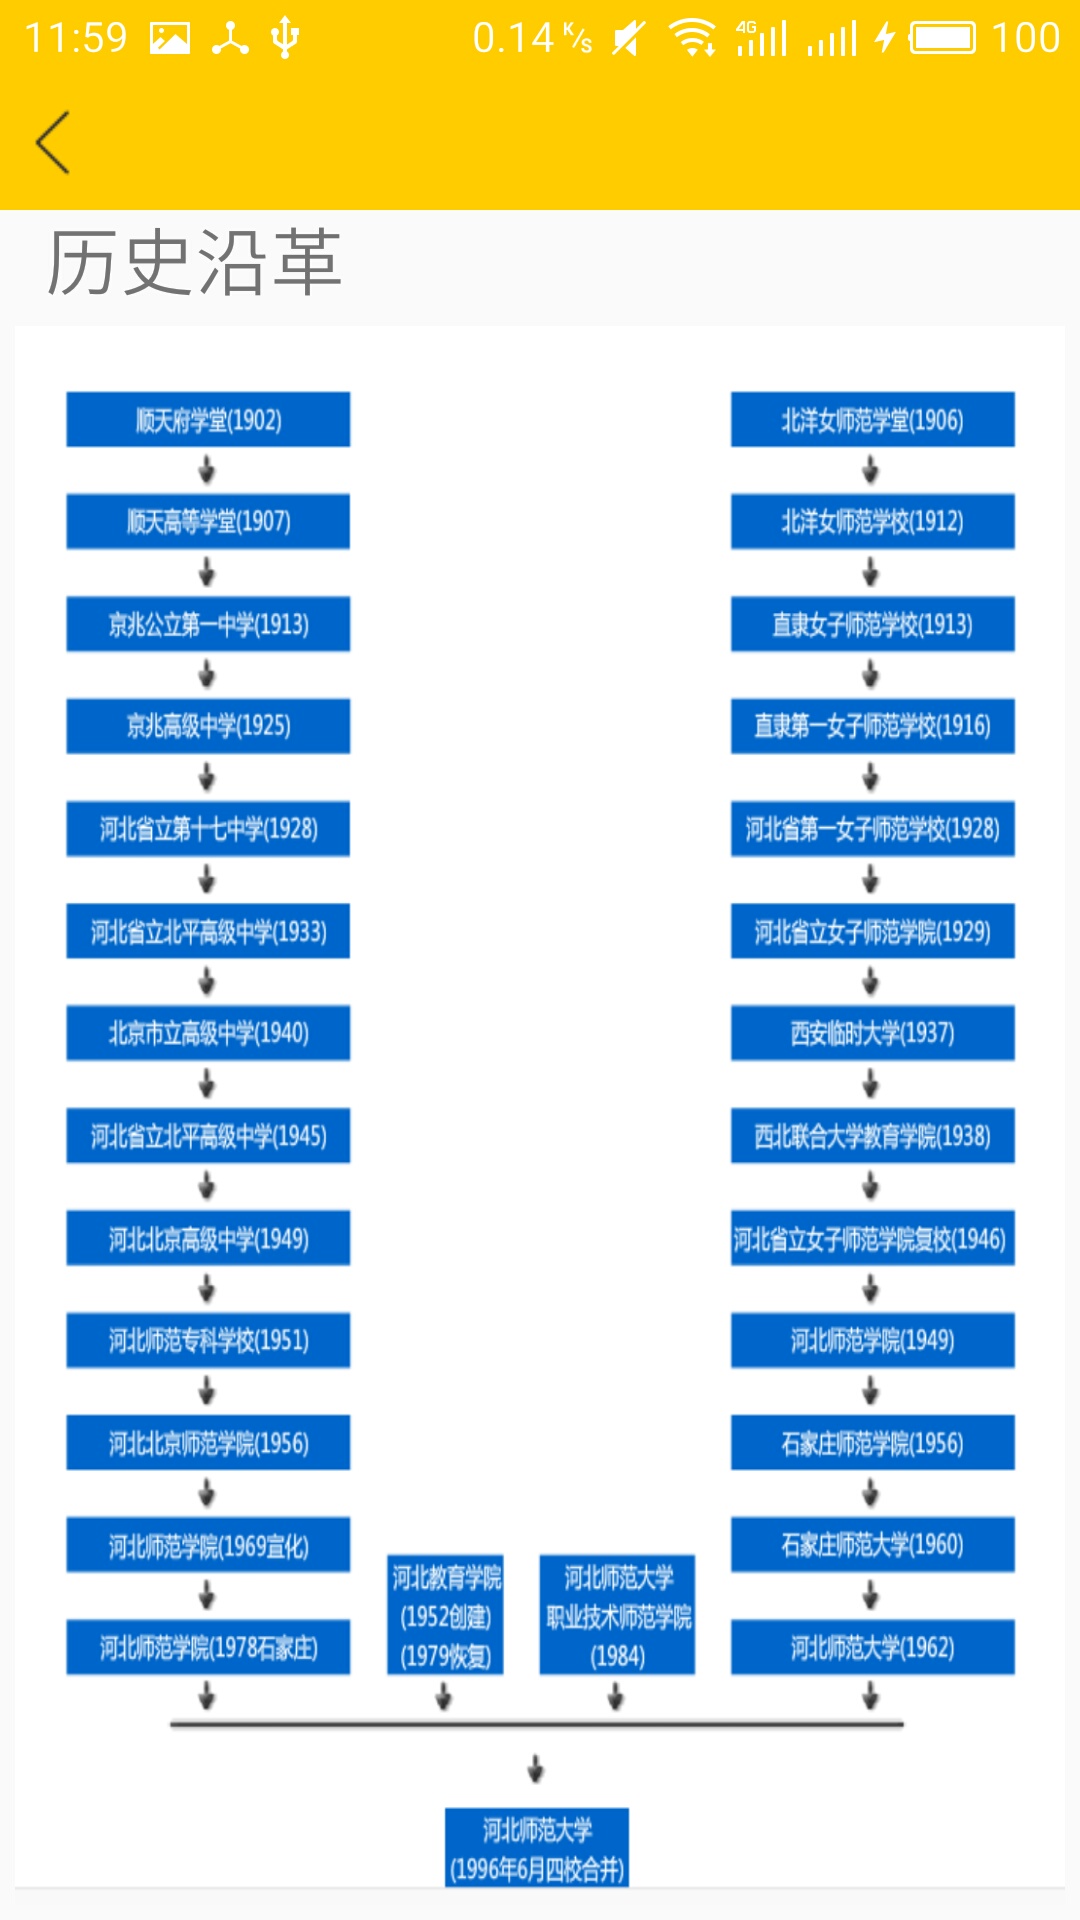 11:59
0.14 K/s
4G
100
历史沿革
顺天府学堂(1902)
顺天高等学堂(1907)
京兆公立第一中学(1913)
京兆高级中学(1925)
河北省立第十七中学(1928)
河北省立北平高级中学(1933)
北京市立高级中学(1940)
河北省立北平高级中学(1945)
河北北京高级中学(1949)
河北师范专科学校(1951)
河北北京师范学院(1956)
河北师范学院(1969宣化)
河北师范学院(1978石家庄)
河北教育学院
(1952创建)
(1979恢复)
河北师范大学
职业技术师范学院
(1984)
北洋女师范学堂(1906)
北洋女师范学校(1912)
直隶女子师范学校(1913)
直隶第一女子师范学校(1916)
河北省第一女子师范学校(1928)
河北省立女子师范学院(1929)
西安临时大学(1937)
西北联合大学教育学院(1938)
河北省立女子师范学院复校(1946)
河北师范学院(1949)
石家庄师范学院(1956)
石家庄师范大学(1960)
河北师范大学(1962)
河北师范大学
(1996年6月四校合并)